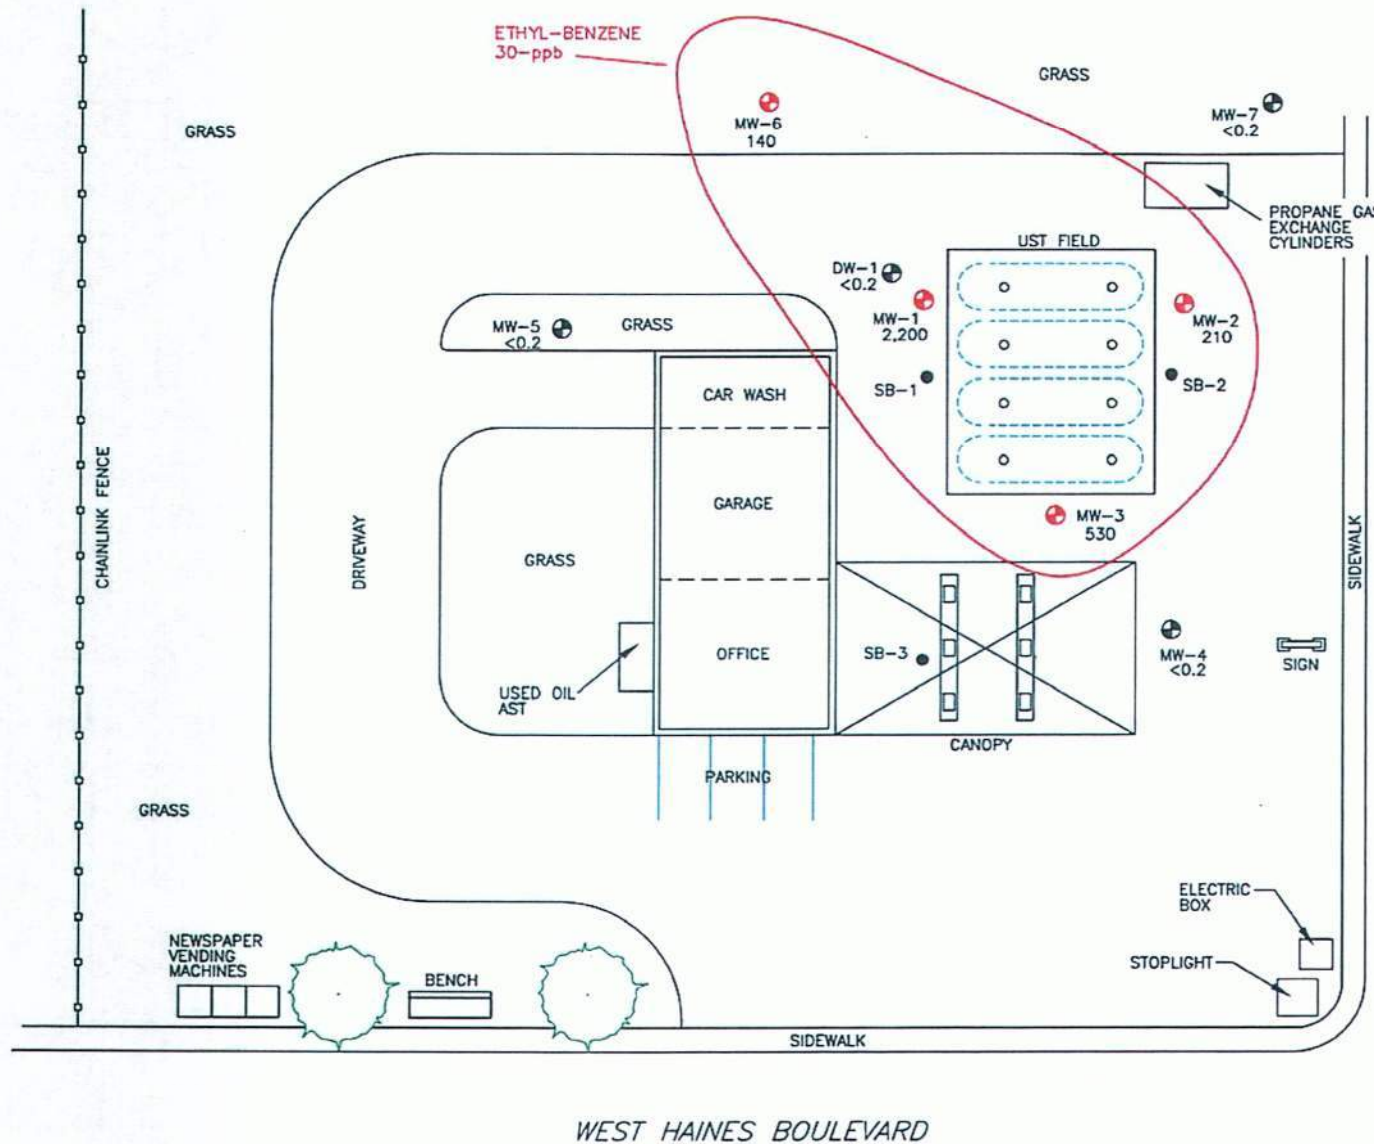 ETHYL-BENZENE
30-ppb
GRASS
MW-6
140
MW-7
<0.2
GRASS
PROPANE GAS
EXCHANGE
CYLINDERS
UST FIELD
DW-1
<0.2
MW-1
2,200
MW-2
210
MW-5
<0.2
GRASS
SB-1
SB-2
CAR WASH
CHAINLINK FENCE
DRIVEWAY
GARAGE
MW-3
530
SIDEWALK
GRASS
OFFICE
SB-3
MW-4
<0.2
SIGN
USED OIL
AST
CANOPY
PARKING
GRASS
ELECTRIC
BOX
NEWSPAPER
VENDING
MACHINES
BENCH
STOPLIGHT
SIDEWALK
WEST HAINES BOULEVARD